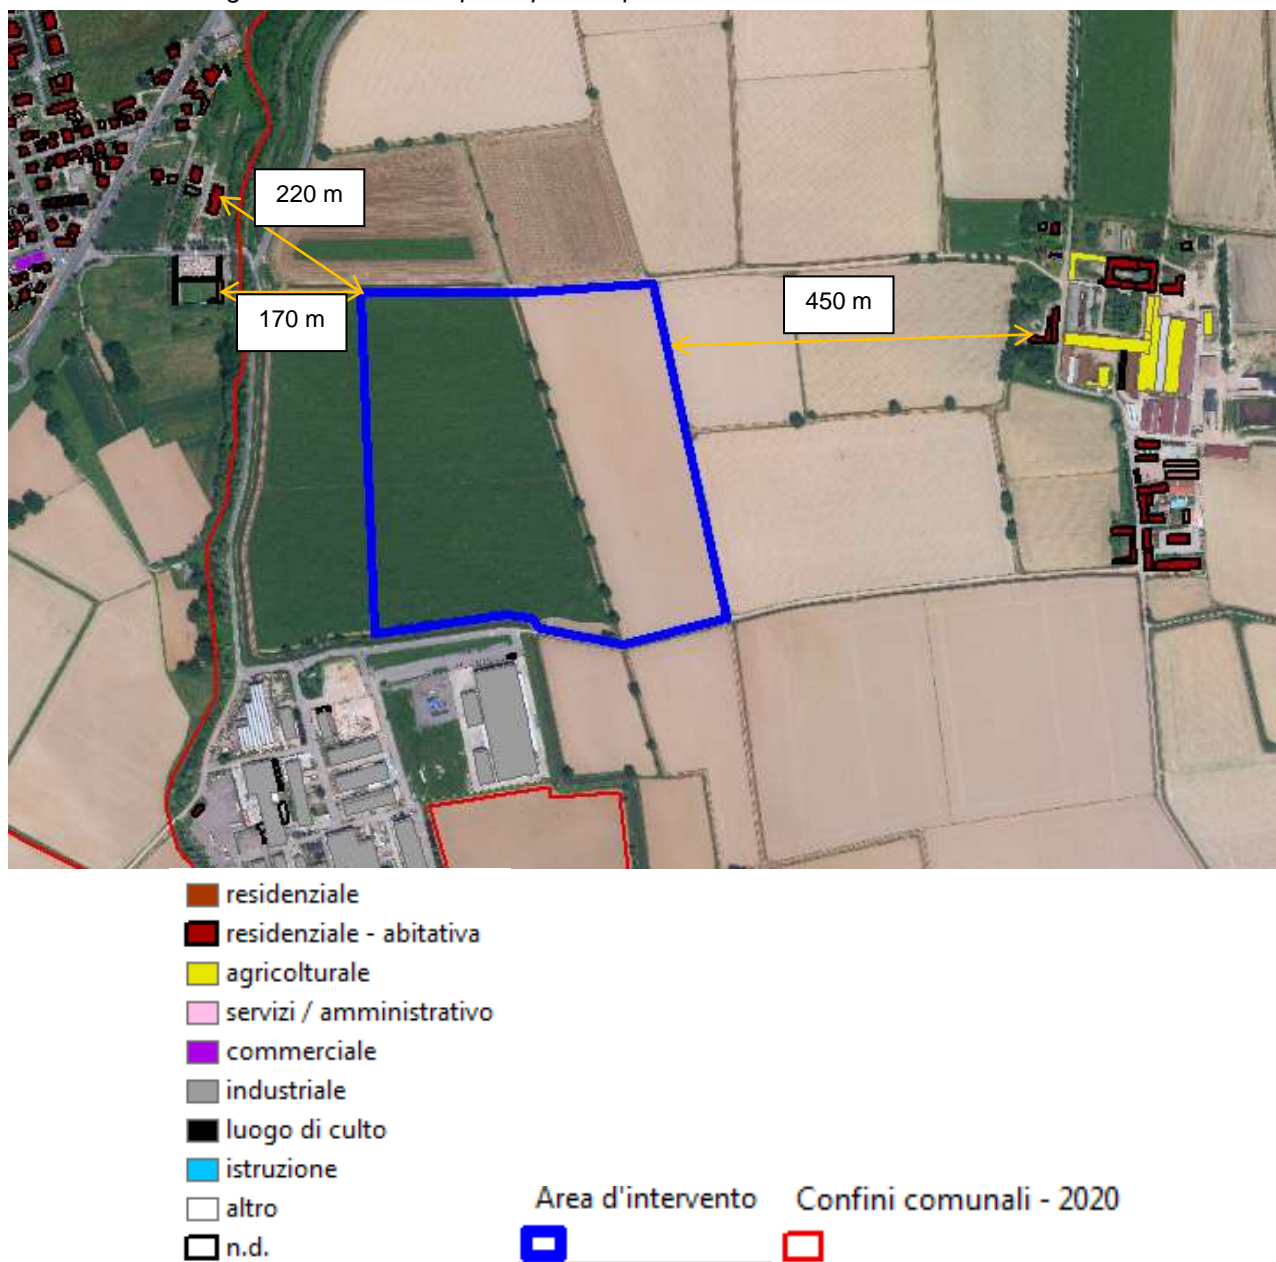 220 m
170 m
450 m
residenziale
residenziale - abitativa
agricolturale
servizi / amministrativo
commerciale
industriale
luogo di culto
istruzione
altro
n.d.
Area d'intervento
Confini comunali - 2020